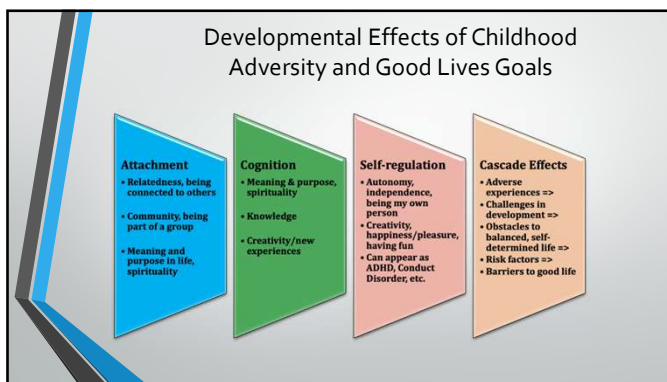 Developmental Effects of Childhood
Adversity and Good Lives Goals
Attachment
• Relatedness, being
connected to others
• Community, being
part of a group
• Meaning and
purpose in life,
spirituality
Cognition
• Meaning & purpose,
spirituality
• Knowledge
• Creativity/new
experiences
Self-regulation
• Autonomy,
independence,
being my own
person
• Creativity,
happiness/pleasure,
having fun
• Can appear as
ADHD, Conduct
Disorder, etc.
Cascade Effects
• Adverse
experiences =>
• Challenges in
development =>
• Obstacles to
balanced, self-
determined life =>
• Risk factors =>
• Barriers to good life